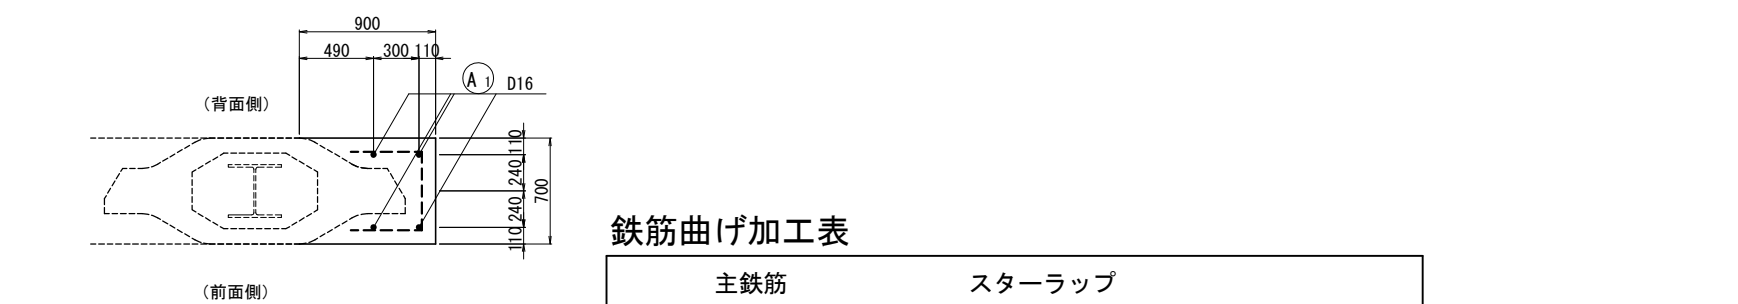 900
490 300 110
A 1 D16
(背面側)
110
240
240
110
700
(前面側)
鉄筋曲げ加工表
主鉄筋 スターラップ